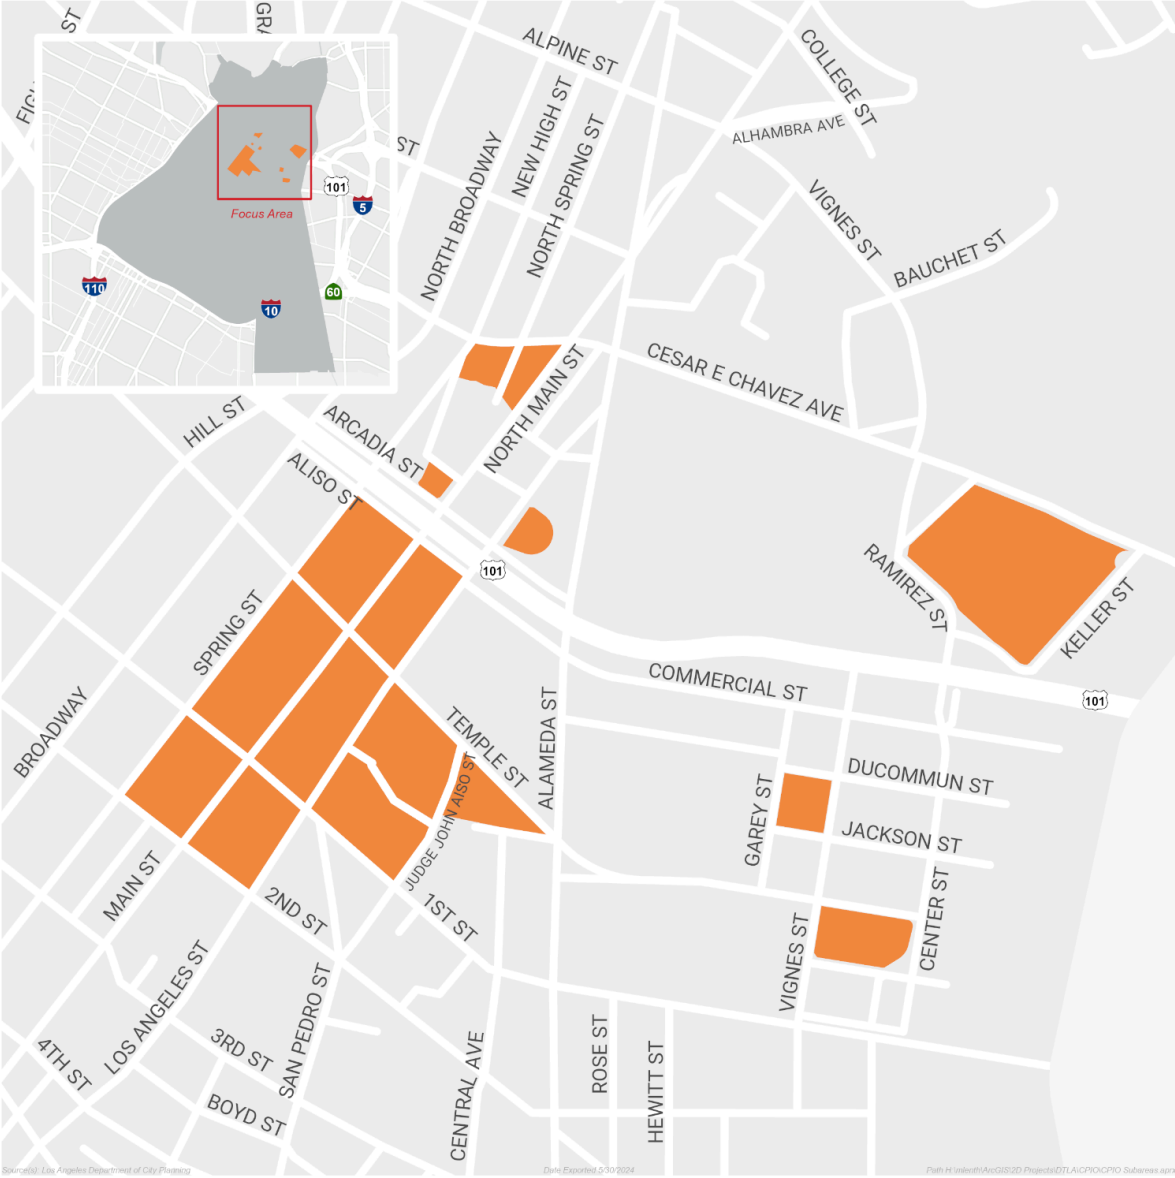 ST
GR
FIG
ALPINE ST
COLLEGE ST
NEW HIGH ST
ALHAMBRA AVE
ST
NORTH BROADWAY
NORTH SPRING ST
101
5
Focus Area
VIGNES ST
BAUCHET ST
110
60
10
CESAR E CHAVEZ AVE
NORTH MAIN ST
HILL ST
ARCADIA ST
ALISO ST
101
RAMIREZ ST
KELLER ST
SPRING ST
COMMERCIAL ST
101
BROADWAY
TEMPLE ST
ALAMEDA ST
DUCOMMUN ST
JUDGE JOHN AISO ST
GAREY ST
JACKSON ST
MAIN ST
2ND ST
1ST ST
CENTER ST
VIGNES ST
LOS ANGELES ST
SAN PEDRO ST
3RD ST
4TH ST
CENTRAL AVE
ROSE ST
HEWITT ST
BOYD ST
Source(s): Los Angeles Department of City Planning
Date Exported 5/30/2024